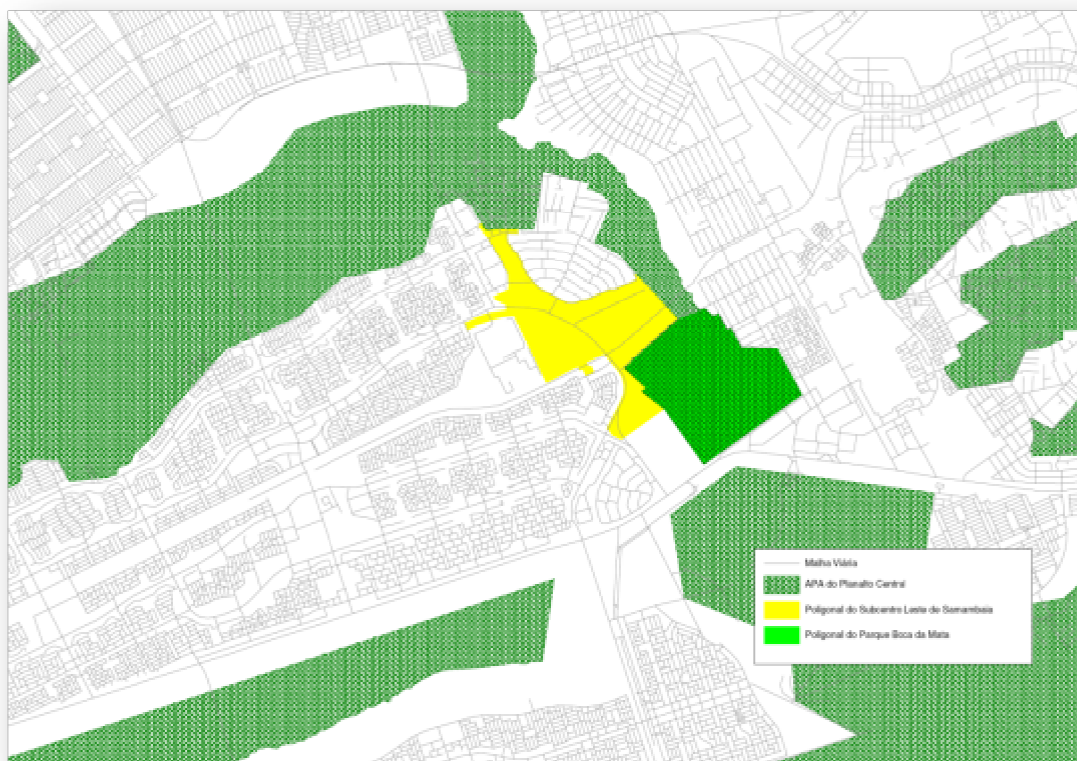 Malha Viária
APA do Planalto Central
Poligonal do Subcentro Leste de Samambaia
Poligonal do Parque Boca da Mata